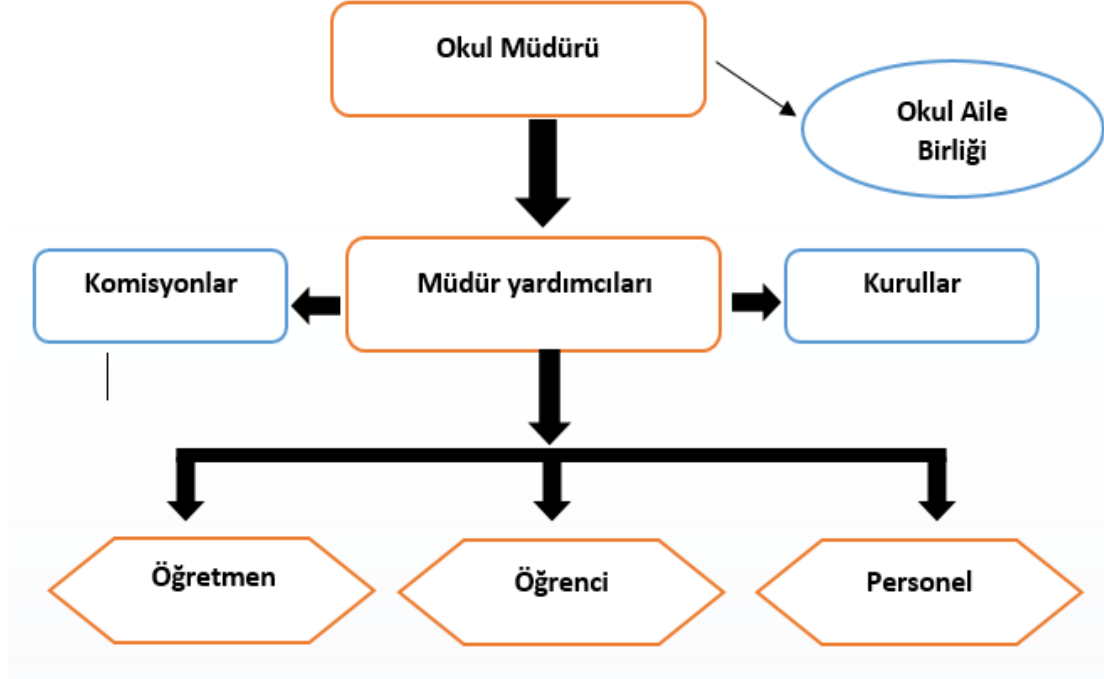 Okul Müdürü
Okul Aile
Birliği
Komisyonlar
Müdür yardımcıları
Kurullar
Öğretmen
Öğrenci
Personel